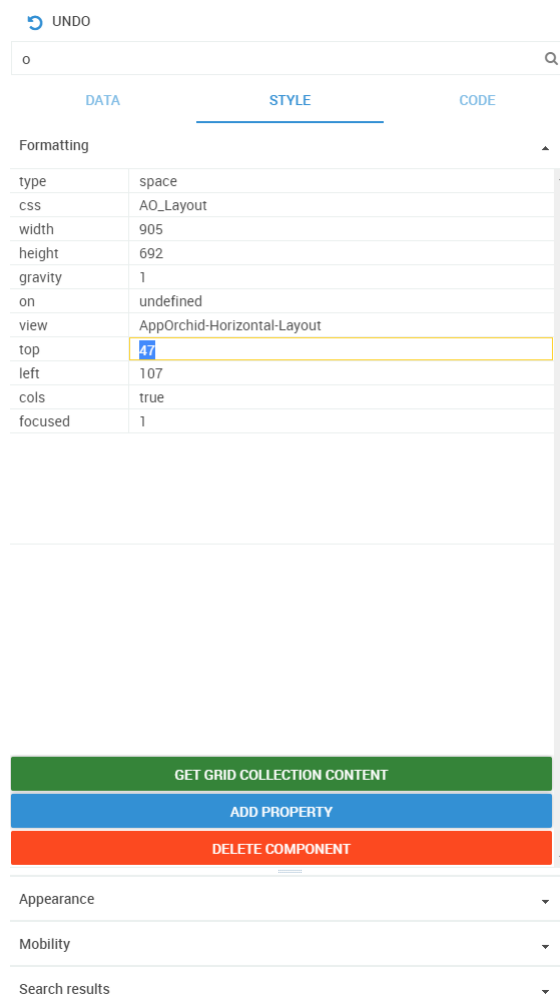 UNDO
o
DATA STYLE CODE
Formatting
type space
css AO_Layout
width 905
height 692
gravity 1
on undefined
view AppOrchid-Horizontal-Layout
top 47
left 107
cols true
focused 1
GET GRID COLLECTION CONTENT
ADD PROPERTY
DELETE COMPONENT
Appearance
Mobility
Search results